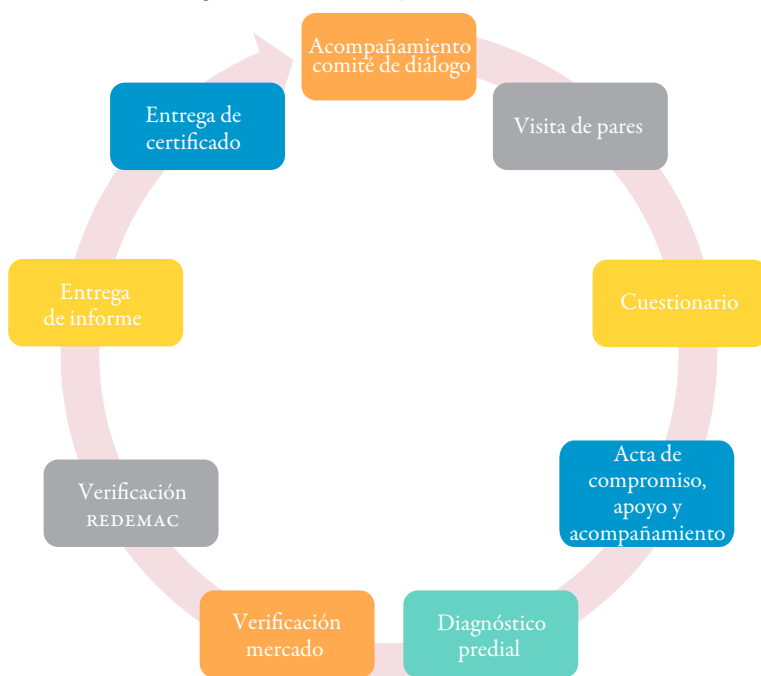 Acompañamiento
comité de diálogo
Visita de pares
Cuestionario
Acta de
compromiso,
apoyo y
acompañamiento
Diagnóstico
predial
Verificación
mercado
Verificación
REDEMAC
Entrega
de informe
Entrega de
certificado